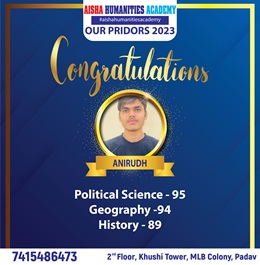 AISHA HUMANITIES ACADEMY
#aishahumanitiesacademy
OUR PRIDORS 2023
Congratulations
ANIRUDH
Political Science - 95
Geography -94
History - 89
7415486473
2nd Floor, Khushi Tower, MLB Colony, Padav